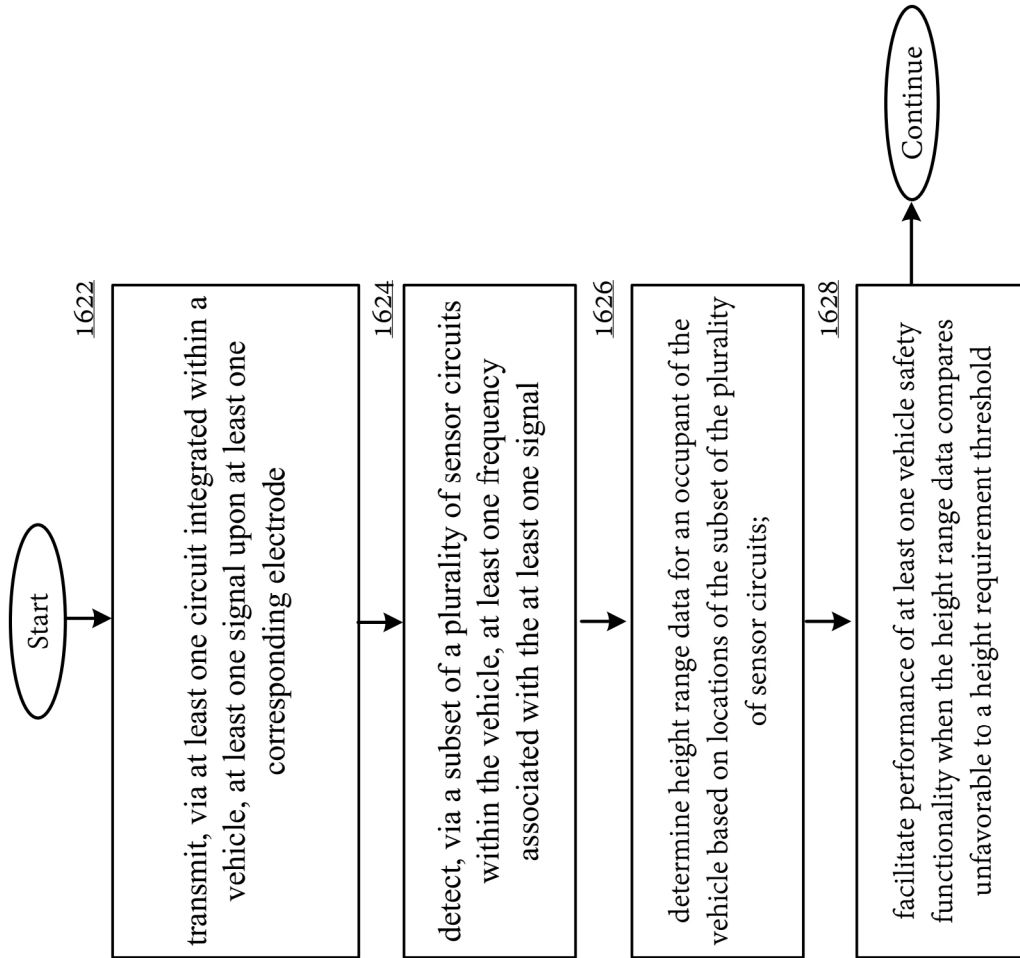 Start
1622
transmit, via at least one circuit integrated within a
vehicle, at least one signal upon at least one
corresponding electrode
1624
detect, via a subset of a plurality of sensor circuits
within the vehicle, at least one frequency
associated with the at least one signal
1626
determine height range data for an occupant of the
vehicle based on locations of the subset of the plurality
of sensor circuits;
1628
facilitate performance of at least one vehicle safety
functionality when the height range data compares
unfavorable to a height requirement threshold
Continue